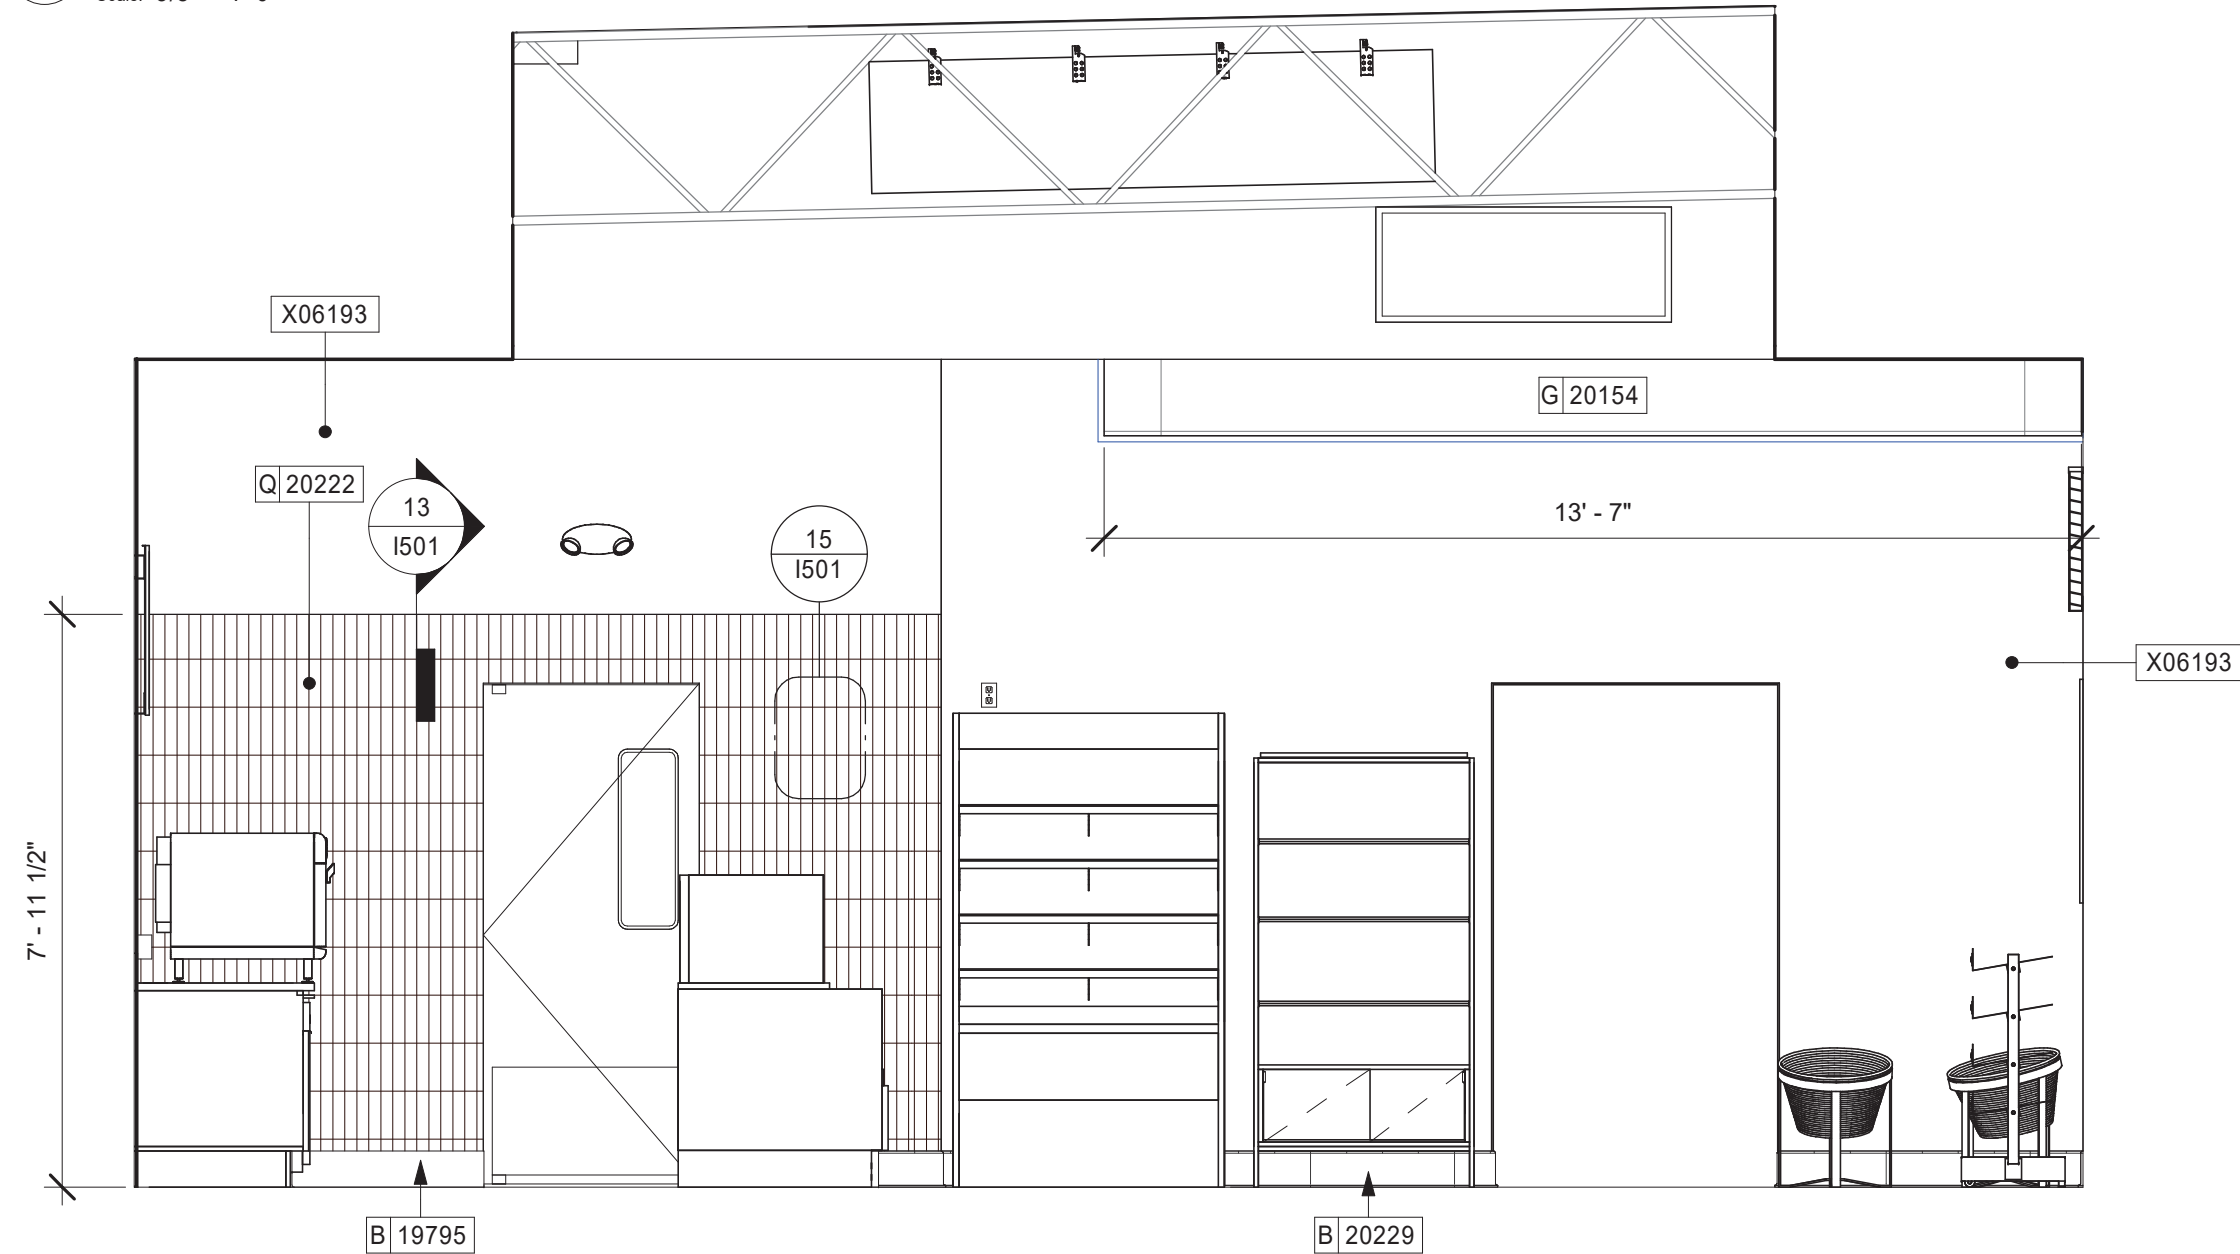 X06193
G 20154
Q 20222
13
I501
15
I501
13' - 7"
X06193
7' - 11 1/2"
B 19795
B 20229